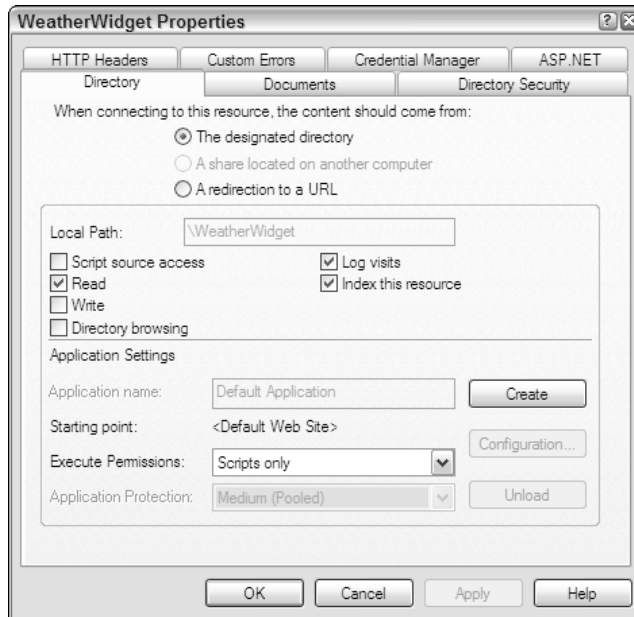 WeatherWidget Properties
HTTP Headers Custom Errors Credential Manager ASP.NET
Directory Documents Directory Security
When connecting to this resource, the content should come from:
The designated directory
A share located on another computer
A redirection to a URL
Local Path: \WeatherWidget
Script source access Log visits
Read Index this resource
Write
Directory browsing
Application Settings
Application name: Default Application Create
Starting point: <Default Web Site>
Configuration...
Execute Permissions: Scripts only
Application Protection: Medium (Pooled) Unload
OK Cancel Apply Help